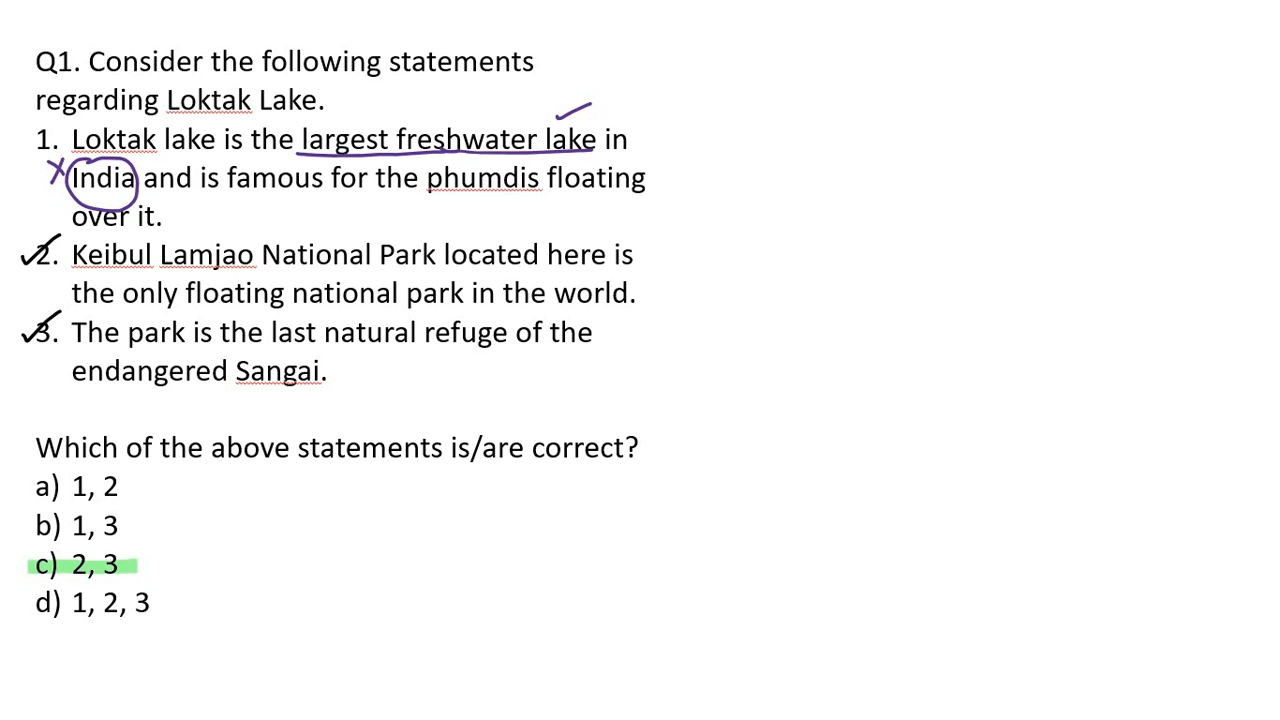 Q1. Consider the following statements
regarding Loktak Lake.
1. Loktak lake is the largest freshwater lake in
India and is famous for the phumdis floating
over it.
2. Keibul Lamjao National Park located here is
the only floating national park in the world.
3. The park is the last natural refuge of the
endangered Sangai.
Which of the above statements is/are correct?
a) 1, 2
b) 1, 3
c) 2, 3
d) 1, 2, 3